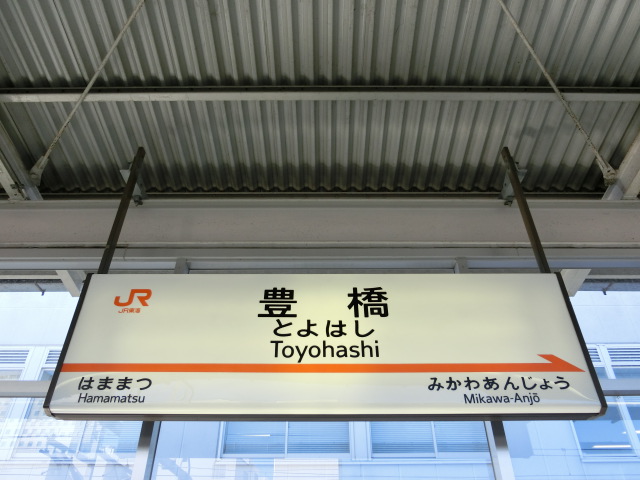 JR
JR東海
豊橋
とよはし
Toyohashi
はままつ
Hamamatsu
みかわあんじょう
Mikawa-Anjō